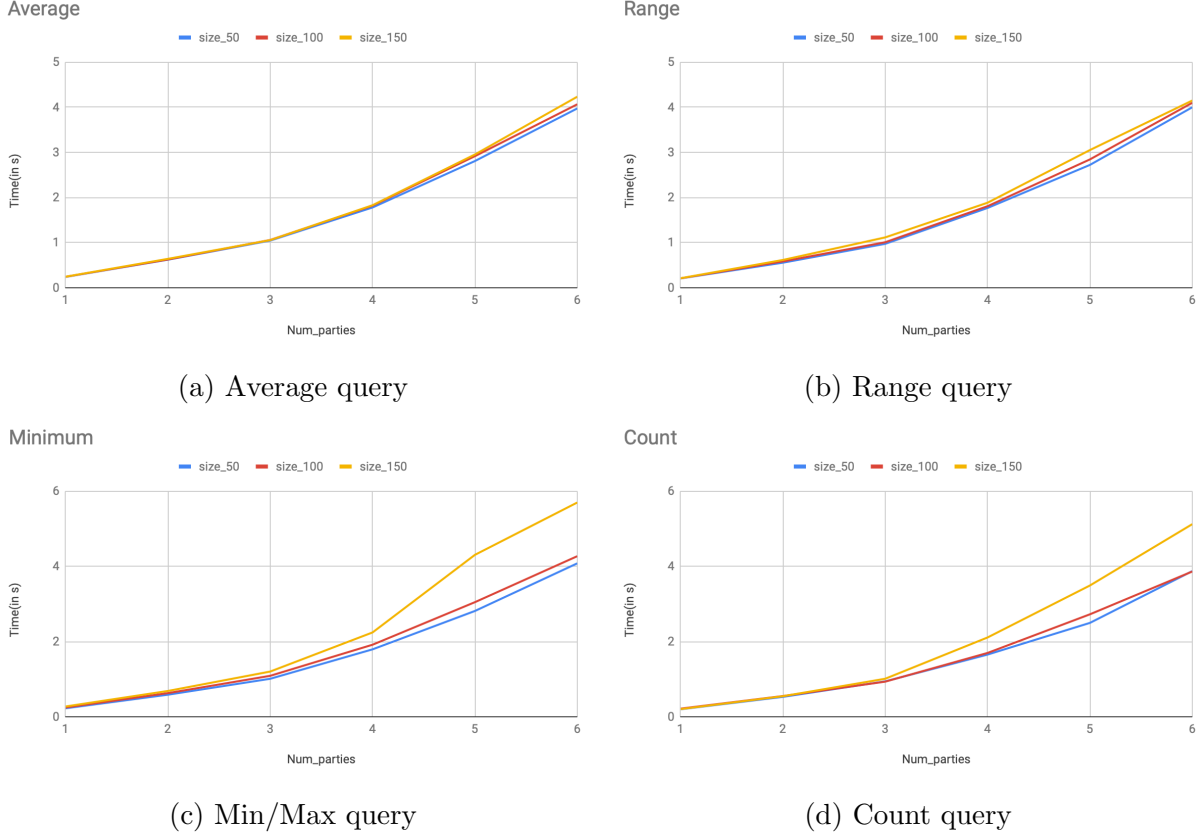 Average
size_50 size_100 size_150
5
4
3
2
1
0
Time(in s)
1 2 3 4 5 6
Num_parties
(a) Average query
Range
size_50 size_100 size_150
5
4
3
2
1
0
Time(in s)
1 2 3 4 5 6
Num_parties
(b) Range query
Minimum
size_50 size_100 size_150
6
4
2
0
Time(in s)
1 2 3 4 5 6
Num_parties
(c) Min/Max query
Count
size_50 size_100 size_150
6
4
2
0
Time(in s)
1 2 3 4 5 6
Num_parties
(d) Count query